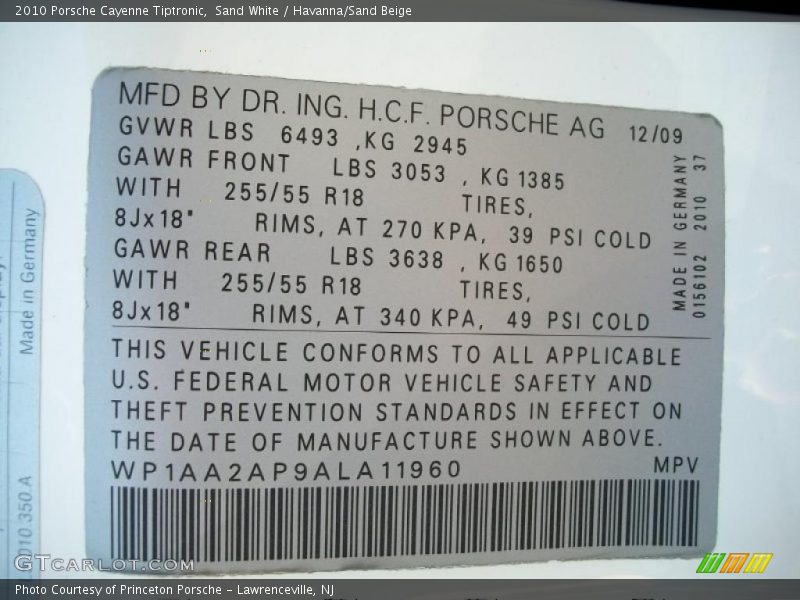 2010 Porsche Cayenne Tiptronic,  Sand White / Havanna/Sand Beige
MFD BY DR. ING. H.C.F. PORSCHE AG 12/09
GVWR LBS 6493 ,KG 2945
GAWR FRONT LBS 3053 , KG 1385
WITH 255/55 R18 TIRES,
8Jx18" RIMS, AT 270 KPA, 39 PSI COLD
GAWR REAR LBS 3638 , KG 1650
WITH 255/55 R18 TIRES,
8Jx18" RIMS, AT 340 KPA, 49 PSI COLD
MADE IN GERMANY
0156102 2010 37
THIS VEHICLE CONFORMS TO ALL APPLICABLE
U.S. FEDERAL MOTOR VEHICLE SAFETY AND
THEFT PREVENTION STANDARDS IN EFFECT ON
THE DATE OF MANUFACTURE SHOWN ABOVE.
WP1AA2AP9ALA11960 MPV
Made in Germany
010.350.A
GTCARLOT.COM
Photo Courtesy of Princeton Porsche - Lawrenceville, NJ